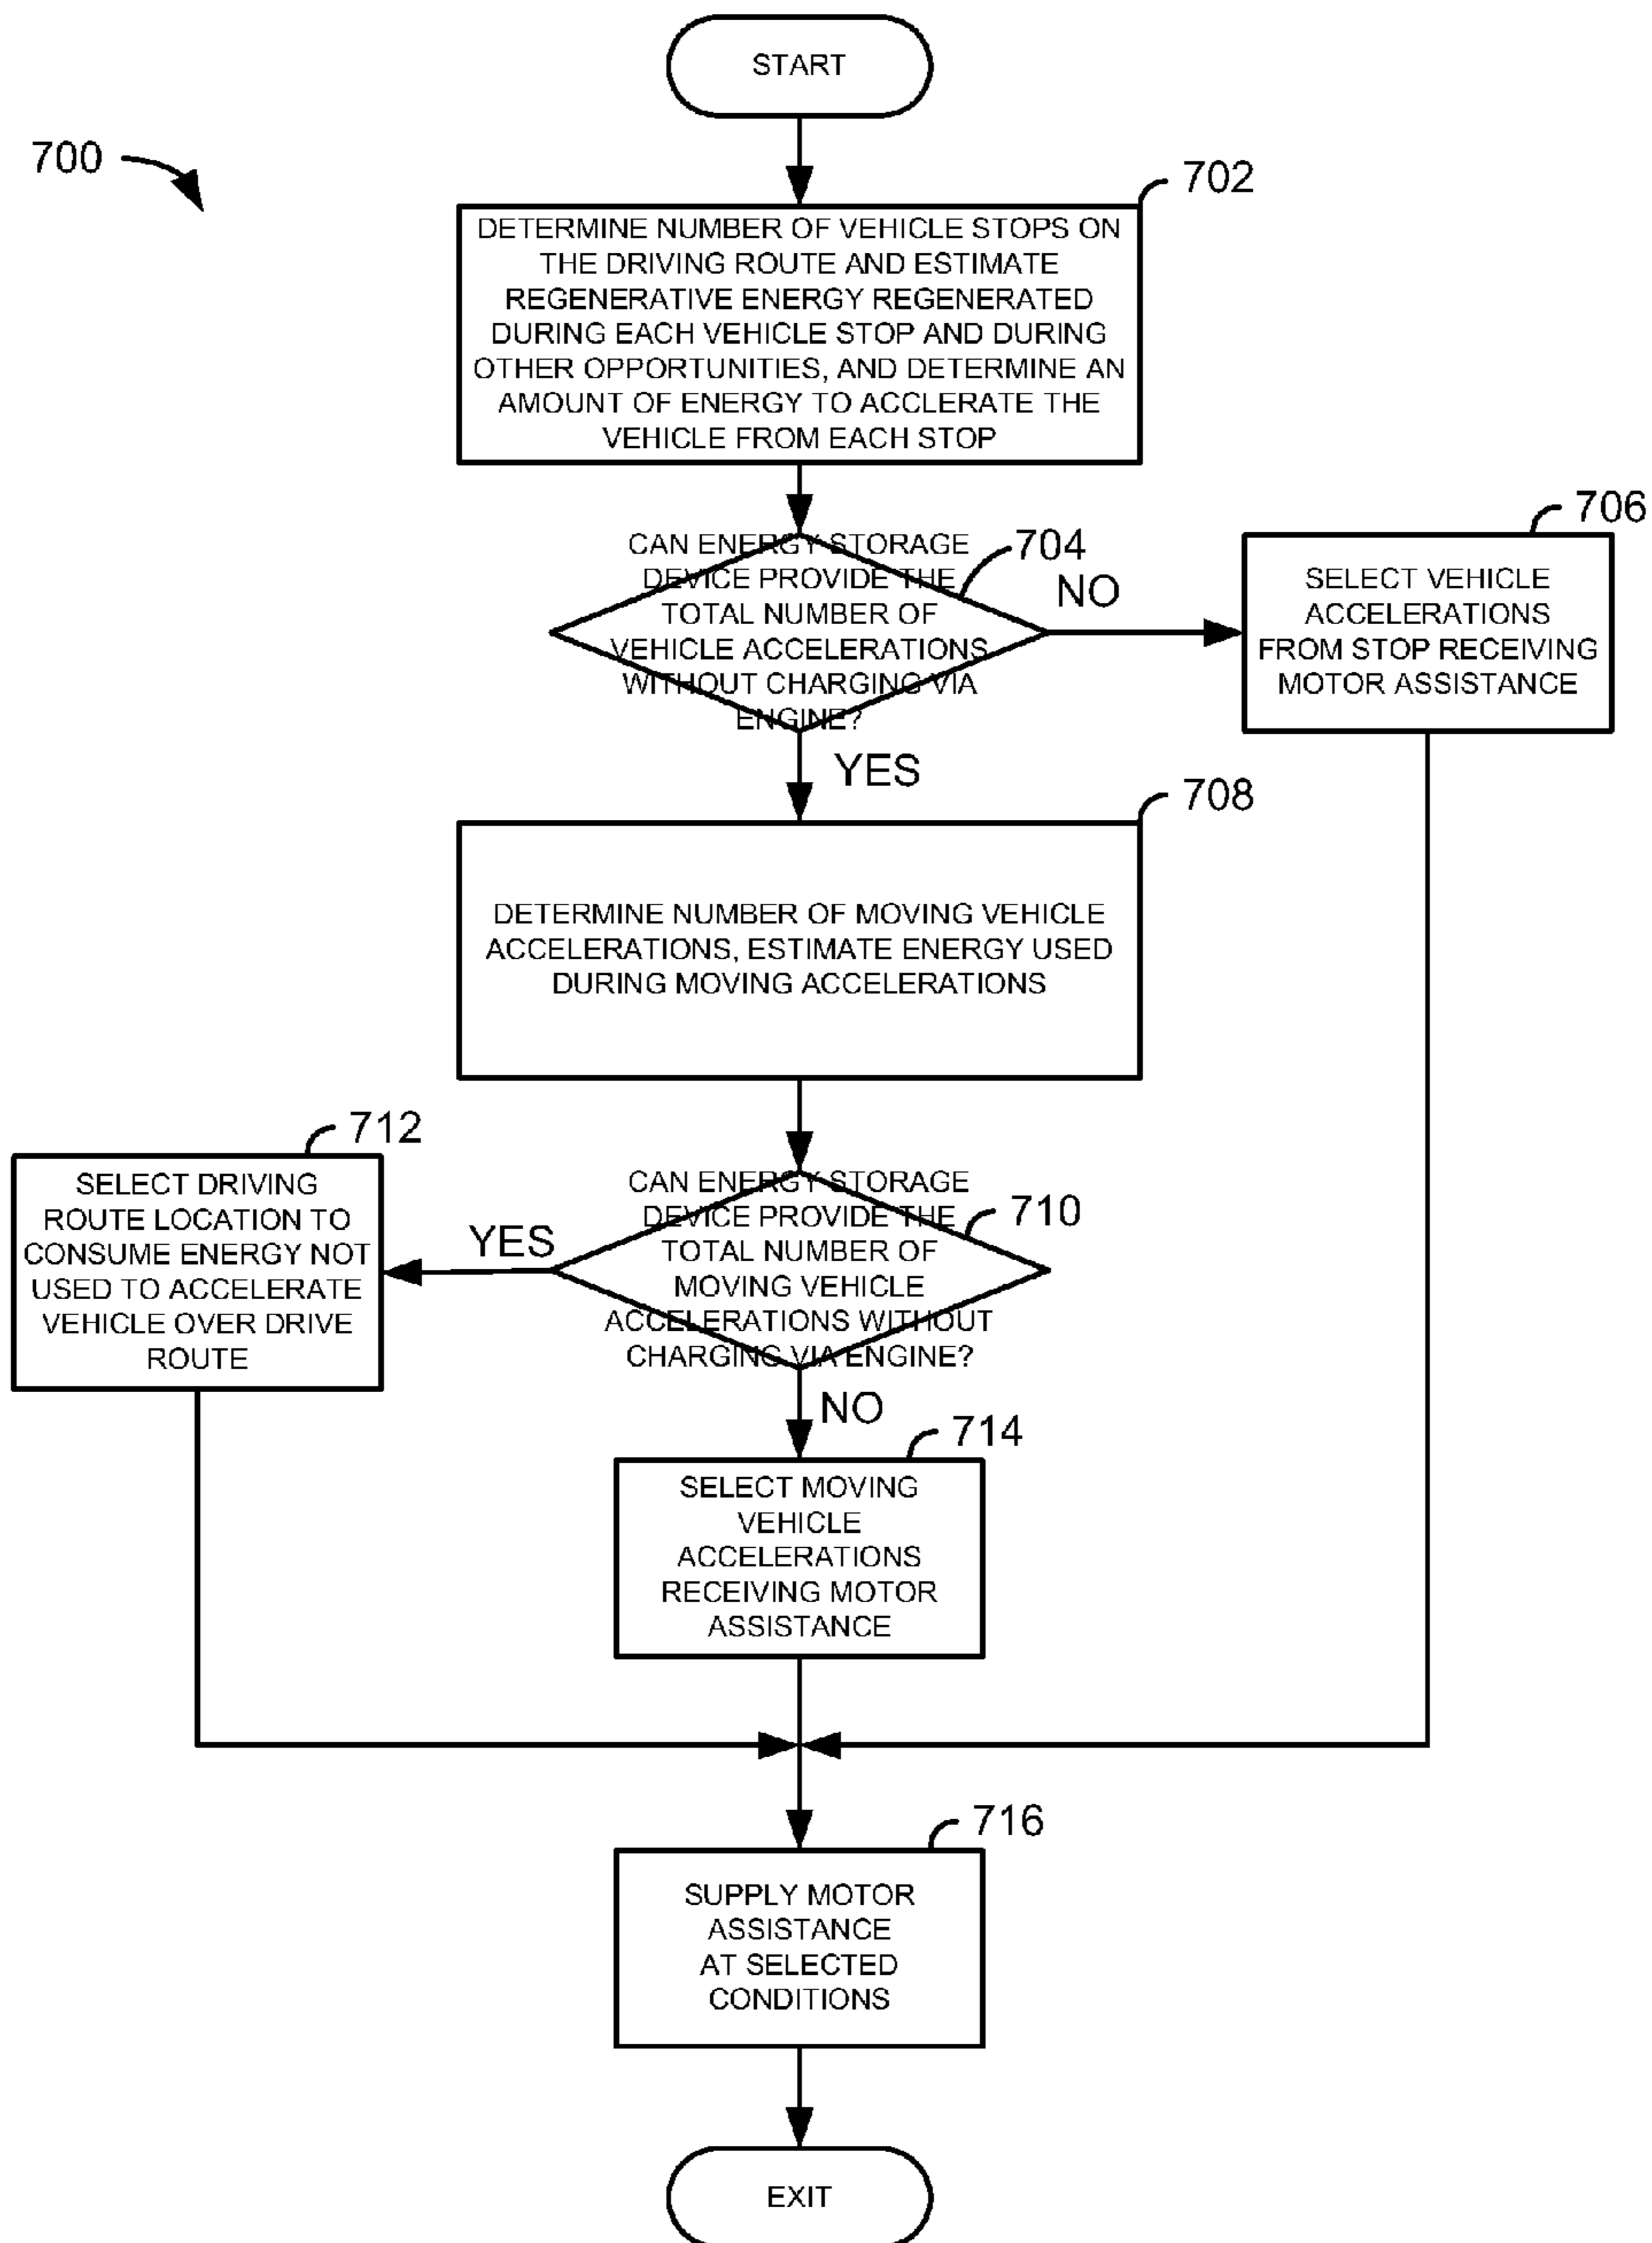 START
700
702
DETERMINE NUMBER OF VEHICLE STOPS ON
THE DRIVING ROUTE AND ESTIMATE
REGENERATIVE ENERGY REGENERATED
DURING EACH VEHICLE STOP AND DURING
OTHER OPPORTUNITIES, AND DETERMINE AN
AMOUNT OF ENERGY TO ACCLERATE THE
VEHICLE FROM EACH STOP
704
CAN ENERGY STORAGE
DEVICE PROVIDE THE
TOTAL NUMBER OF
VEHICLE ACCELERATIONS
WITHOUT CHARGING VIA
ENGINE?
NO
706
SELECT VEHICLE
ACCELERATIONS
FROM STOP RECEIVING
MOTOR ASSISTANCE
YES
708
DETERMINE NUMBER OF MOVING VEHICLE
ACCELERATIONS, ESTIMATE ENERGY USED
DURING MOVING ACCELERATIONS
710
CAN ENERGY STORAGE
DEVICE PROVIDE THE
TOTAL NUMBER OF
MOVING VEHICLE
ACCELERATIONS WITHOUT
CHARGING VIA ENGINE?
YES
712
SELECT DRIVING
ROUTE LOCATION TO
CONSUME ENERGY NOT
USED TO ACCELERATE
VEHICLE OVER DRIVE
ROUTE
NO
714
SELECT MOVING
VEHICLE
ACCELERATIONS
RECEIVING MOTOR
ASSISTANCE
716
SUPPLY MOTOR
ASSISTANCE
AT SELECTED
CONDITIONS
EXIT